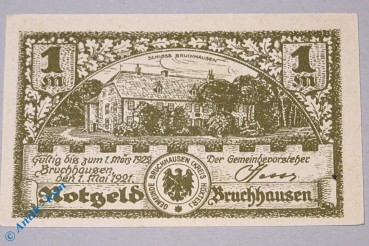 SCHLOSS BRUCHHAUSEN
1 M
1 M
Gültig bis zum 1. März 1922
Bruchhausen,
den 1. Mai 1921.
Der Gemeindevorsteher
GEMDE BRUCHHAUSEN (KREIS HÖXTER)
Notgeld Bruchhausen